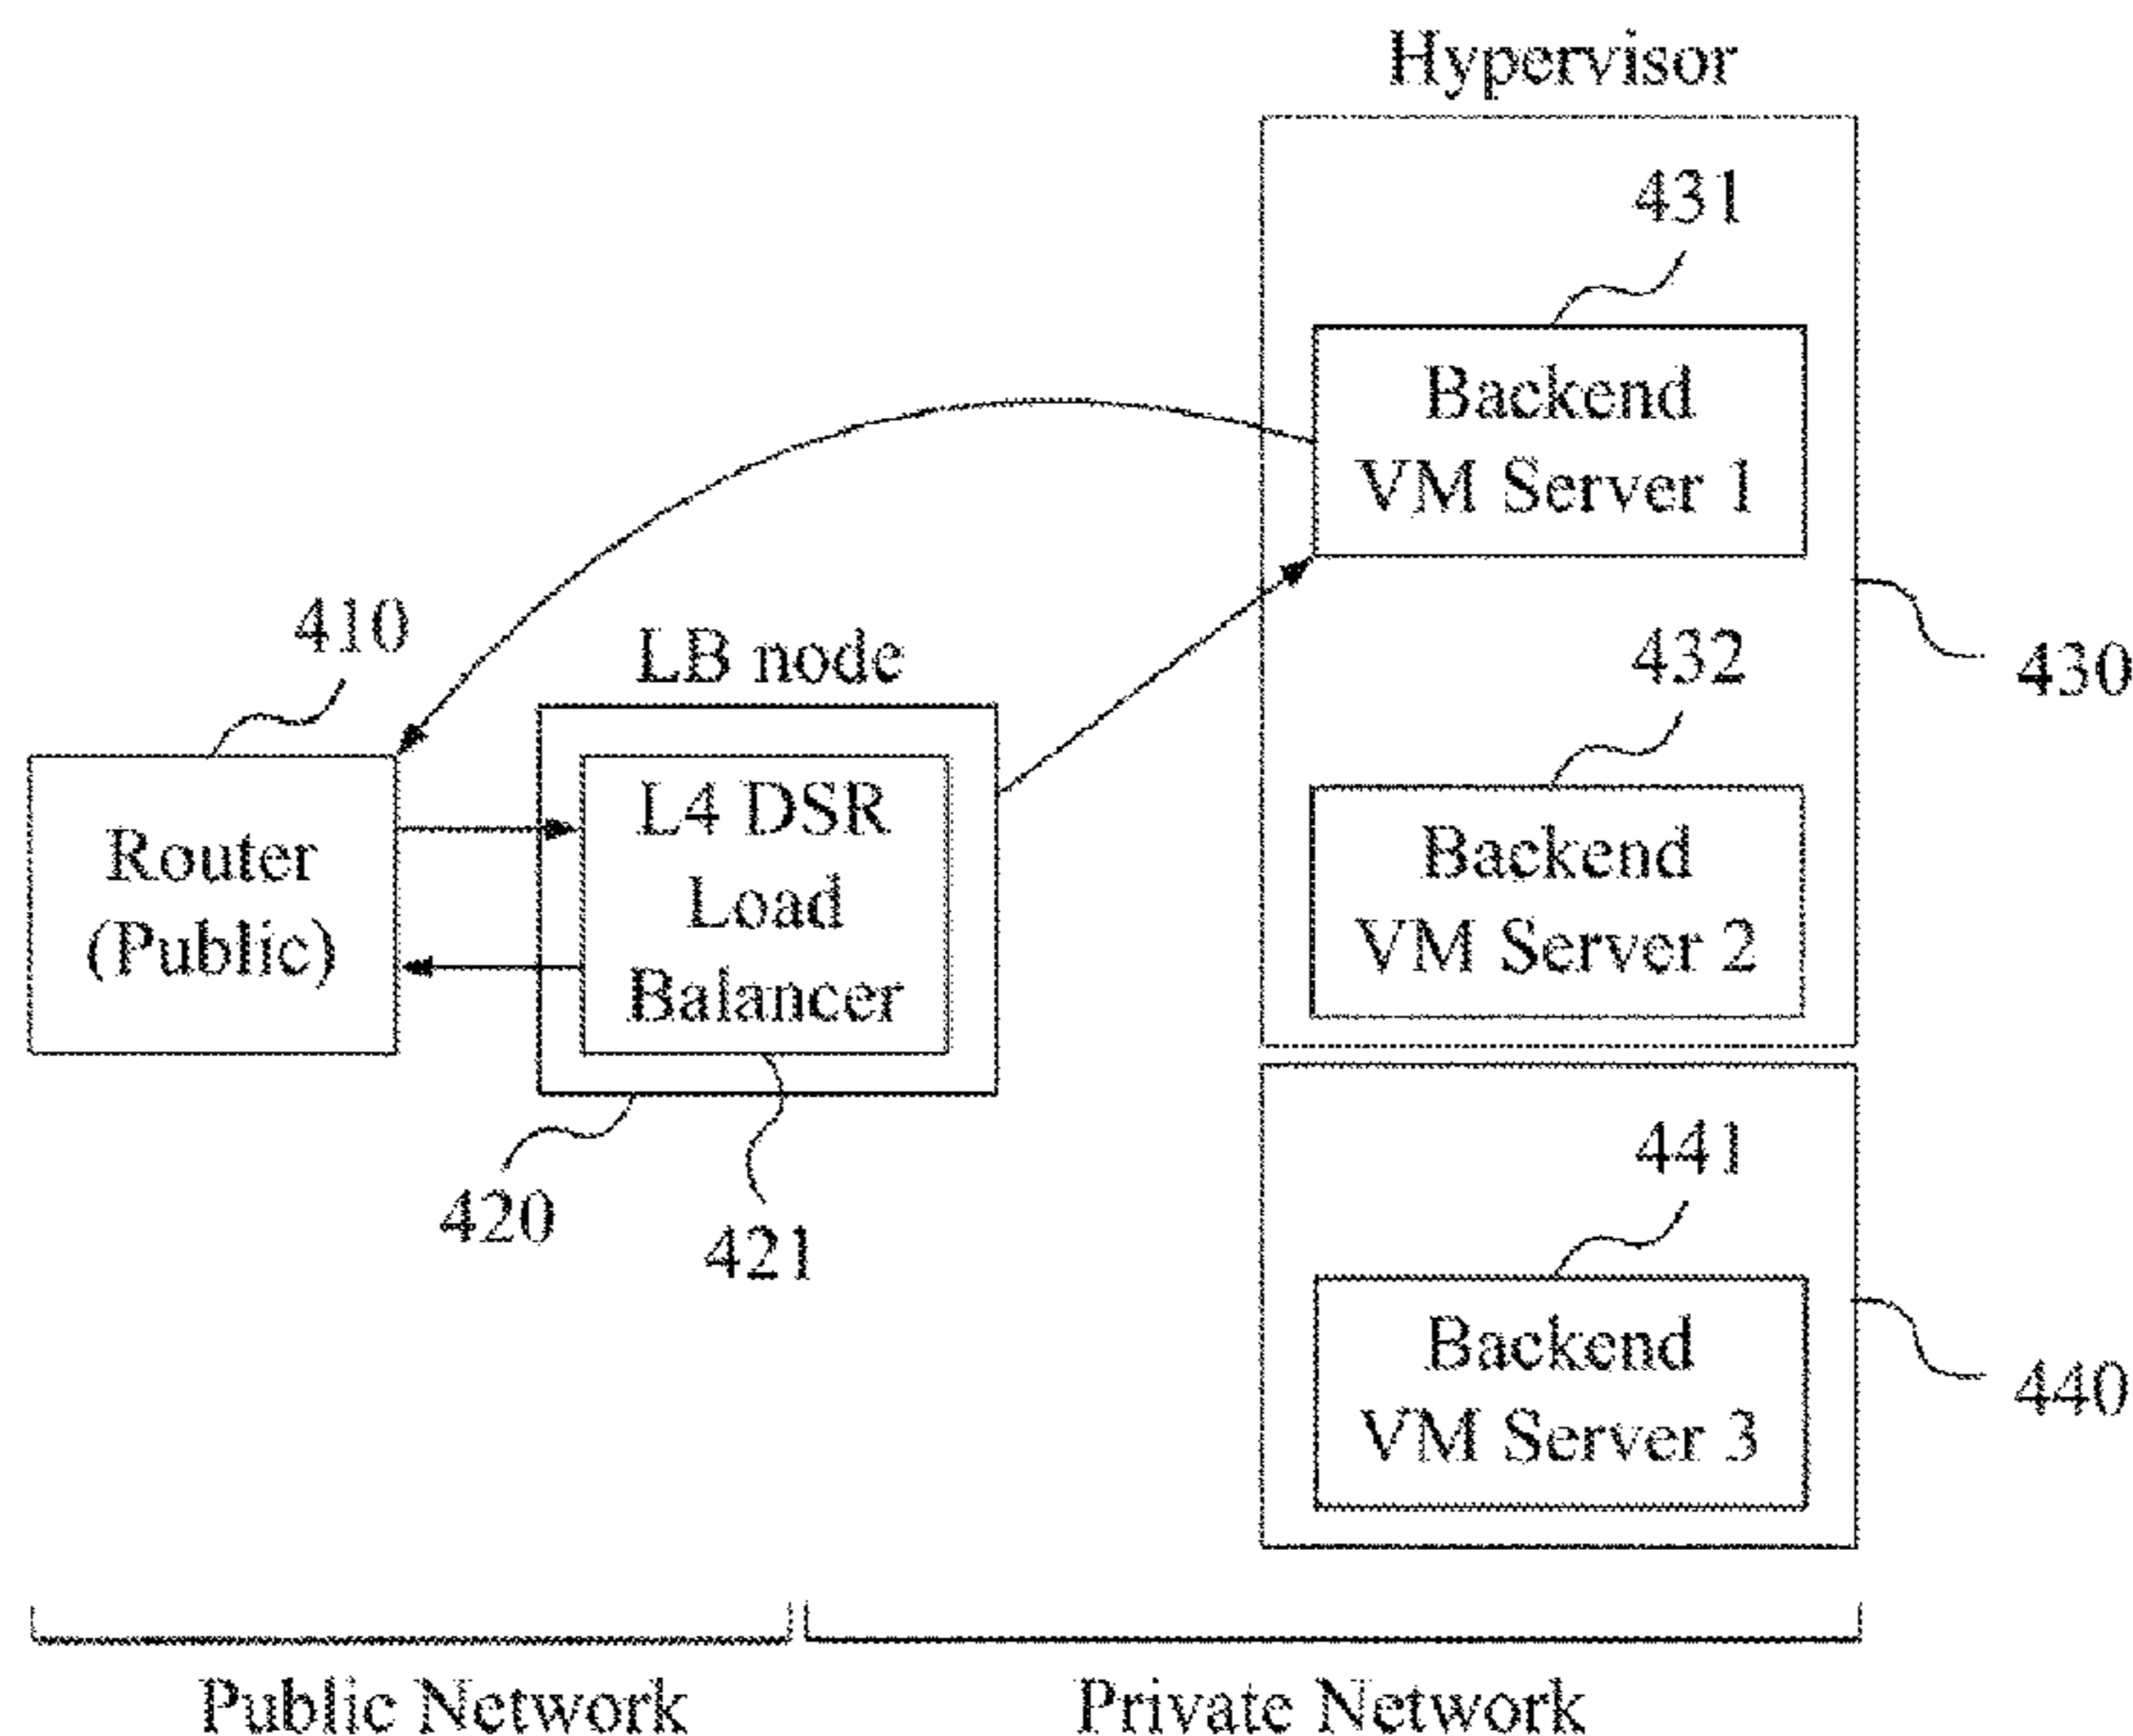 Hypervisor
431
Backend
VM Server 1
410
LB node
432
430
Router
(Public)
L4 DSR
Load
Balancer
Backend
VM Server 2
420
421
441
Backend
VM Server 3
440
Public Network
Private Network